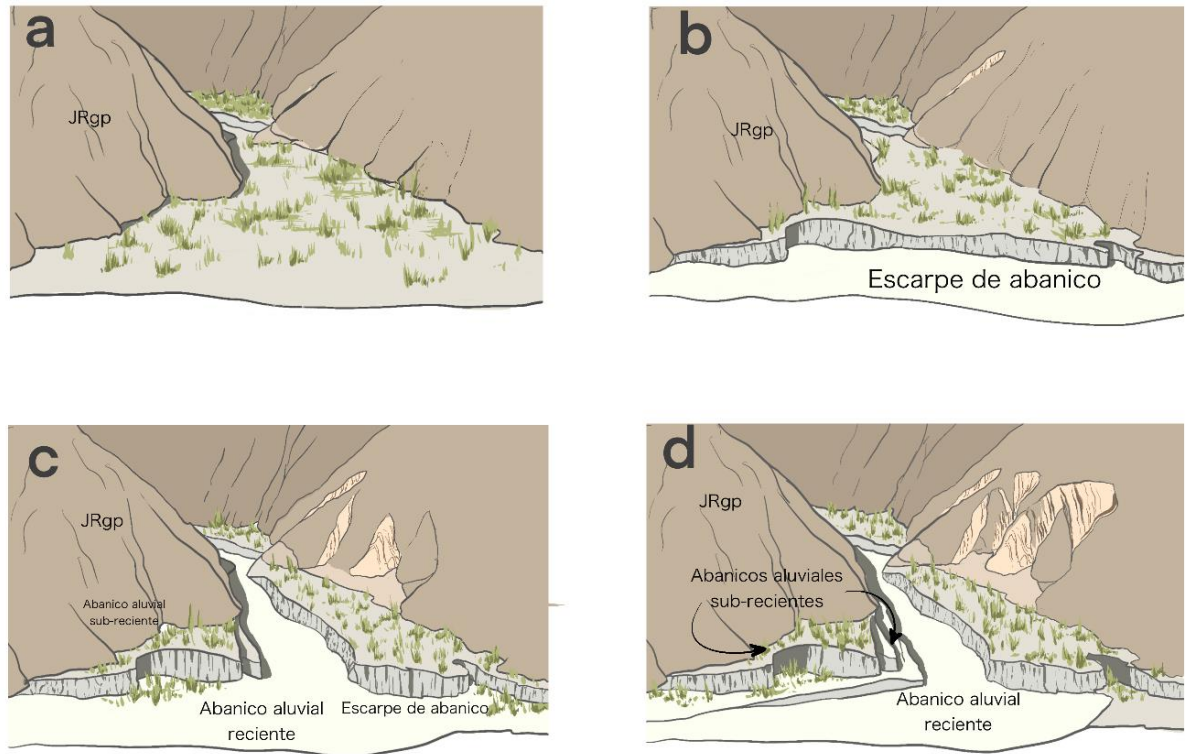 a
JRgp
b
JRgp
Escarpe de abanico
c
JRgp
Abanico aluvial
sub-reciente
Abanico aluvial
reciente
Escarpe de abanico
d
JRgp
Abanicos aluviales
sub-recientes
Abanico aluvial
reciente